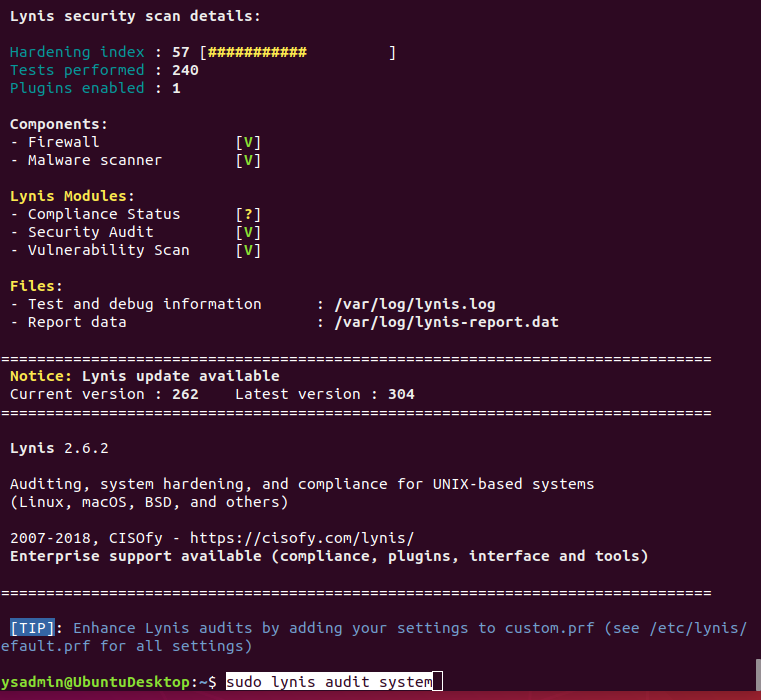 Lynis security scan details:
Hardening index : 57 [###########         ]
Tests performed : 240
Plugins enabled : 1
Components:
- Firewall               [V]
- Malware scanner        [V]
Lynis Modules:
- Compliance Status      [?]
- Security Audit         [V]
- Vulnerability Scan     [V]
Files:
- Test and debug information      : /var/log/lynis.log
- Report data                     : /var/log/lynis-report.dat
===============================================================================
Notice: Lynis update available
Current version : 262    Latest version : 304
===============================================================================
Lynis 2.6.2
Auditing, system hardening, and compliance for UNIX-based systems
(Linux, macOS, BSD, and others)
2007-2018, CISOfy - https://cisofy.com/lynis/
Enterprise support available (compliance, plugins, interface and tools)
===============================================================================
[TIP]: Enhance Lynis audits by adding your settings to custom.prf (see /etc/lynis/
efault.prf for all settings)
ysadmin@UbuntuDesktop:~$ sudo lynis audit system